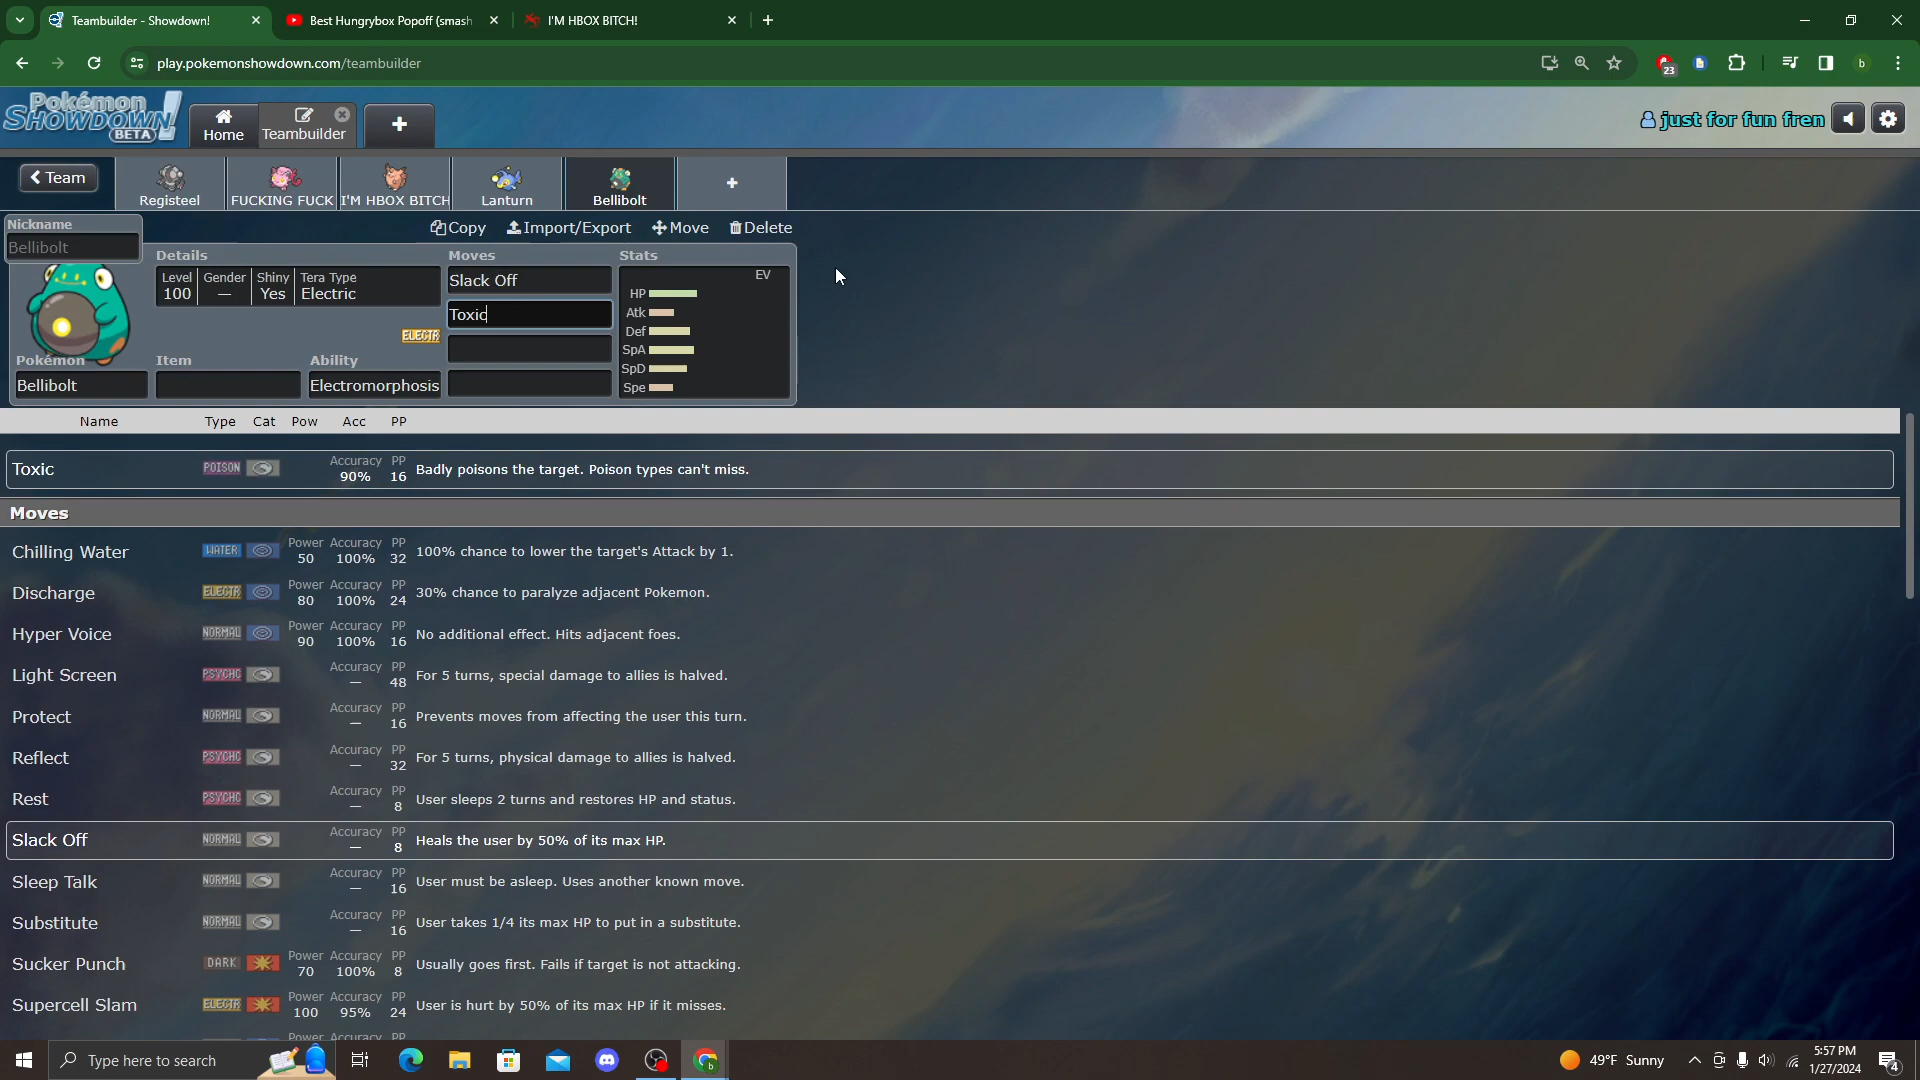 Teambuilder - Showdown!
Best Hungrybox Popoff (smash
I'M HBOX BITCH!
play.pokemonshowdown.com/teambuilder
23
b
Pokémon
SHOWDOWN!
BETA
Home
Teambuilder
just for fun fren
Team
Registeel
FUCKING FUCK
I'M HBOX BITCH
Lanturn
Bellibolt
Copy
Import/Export
Move
Delete
Nickname
Bellibolt
Details
Level
100
Gender
—
Shiny
Yes
Tera Type
Electric
ELECTR
Pokémon
Bellibolt
Item
Ability
Electromorphosis
Moves
Slack Off
Toxic
Stats
EV
HP
Atk
Def
SpA
SpD
Spe
Name Type Cat Pow Acc PP
Toxic POISON Accuracy 90% PP 16 Badly poisons the target. Poison types can't miss.
Moves
Chilling Water WATER Power 50 Accuracy 100% PP 32 100% chance to lower the target's Attack by 1.
Discharge ELECTR Power 80 Accuracy 100% PP 24 30% chance to paralyze adjacent Pokemon.
Hyper Voice NORMAL Power 90 Accuracy 100% PP 16 No additional effect. Hits adjacent foes.
Light Screen PSYCHC Accuracy — PP 48 For 5 turns, special damage to allies is halved.
Protect NORMAL Accuracy — PP 16 Prevents moves from affecting the user this turn.
Reflect PSYCHC Accuracy — PP 32 For 5 turns, physical damage to allies is halved.
Rest PSYCHC Accuracy — PP 8 User sleeps 2 turns and restores HP and status.
Slack Off NORMAL Accuracy — PP 8 Heals the user by 50% of its max HP.
Sleep Talk NORMAL Accuracy — PP 16 User must be asleep. Uses another known move.
Substitute NORMAL Accuracy — PP 16 User takes 1/4 its max HP to put in a substitute.
Sucker Punch DARK Power 70 Accuracy 100% PP 8 Usually goes first. Fails if target is not attacking.
Supercell Slam ELECTR Power 100 Accuracy 95% PP 24 User is hurt by 50% of its max HP if it misses.
Power Accuracy PP
Type here to search
b
49°F Sunny
5:57 PM
1/27/2024
4